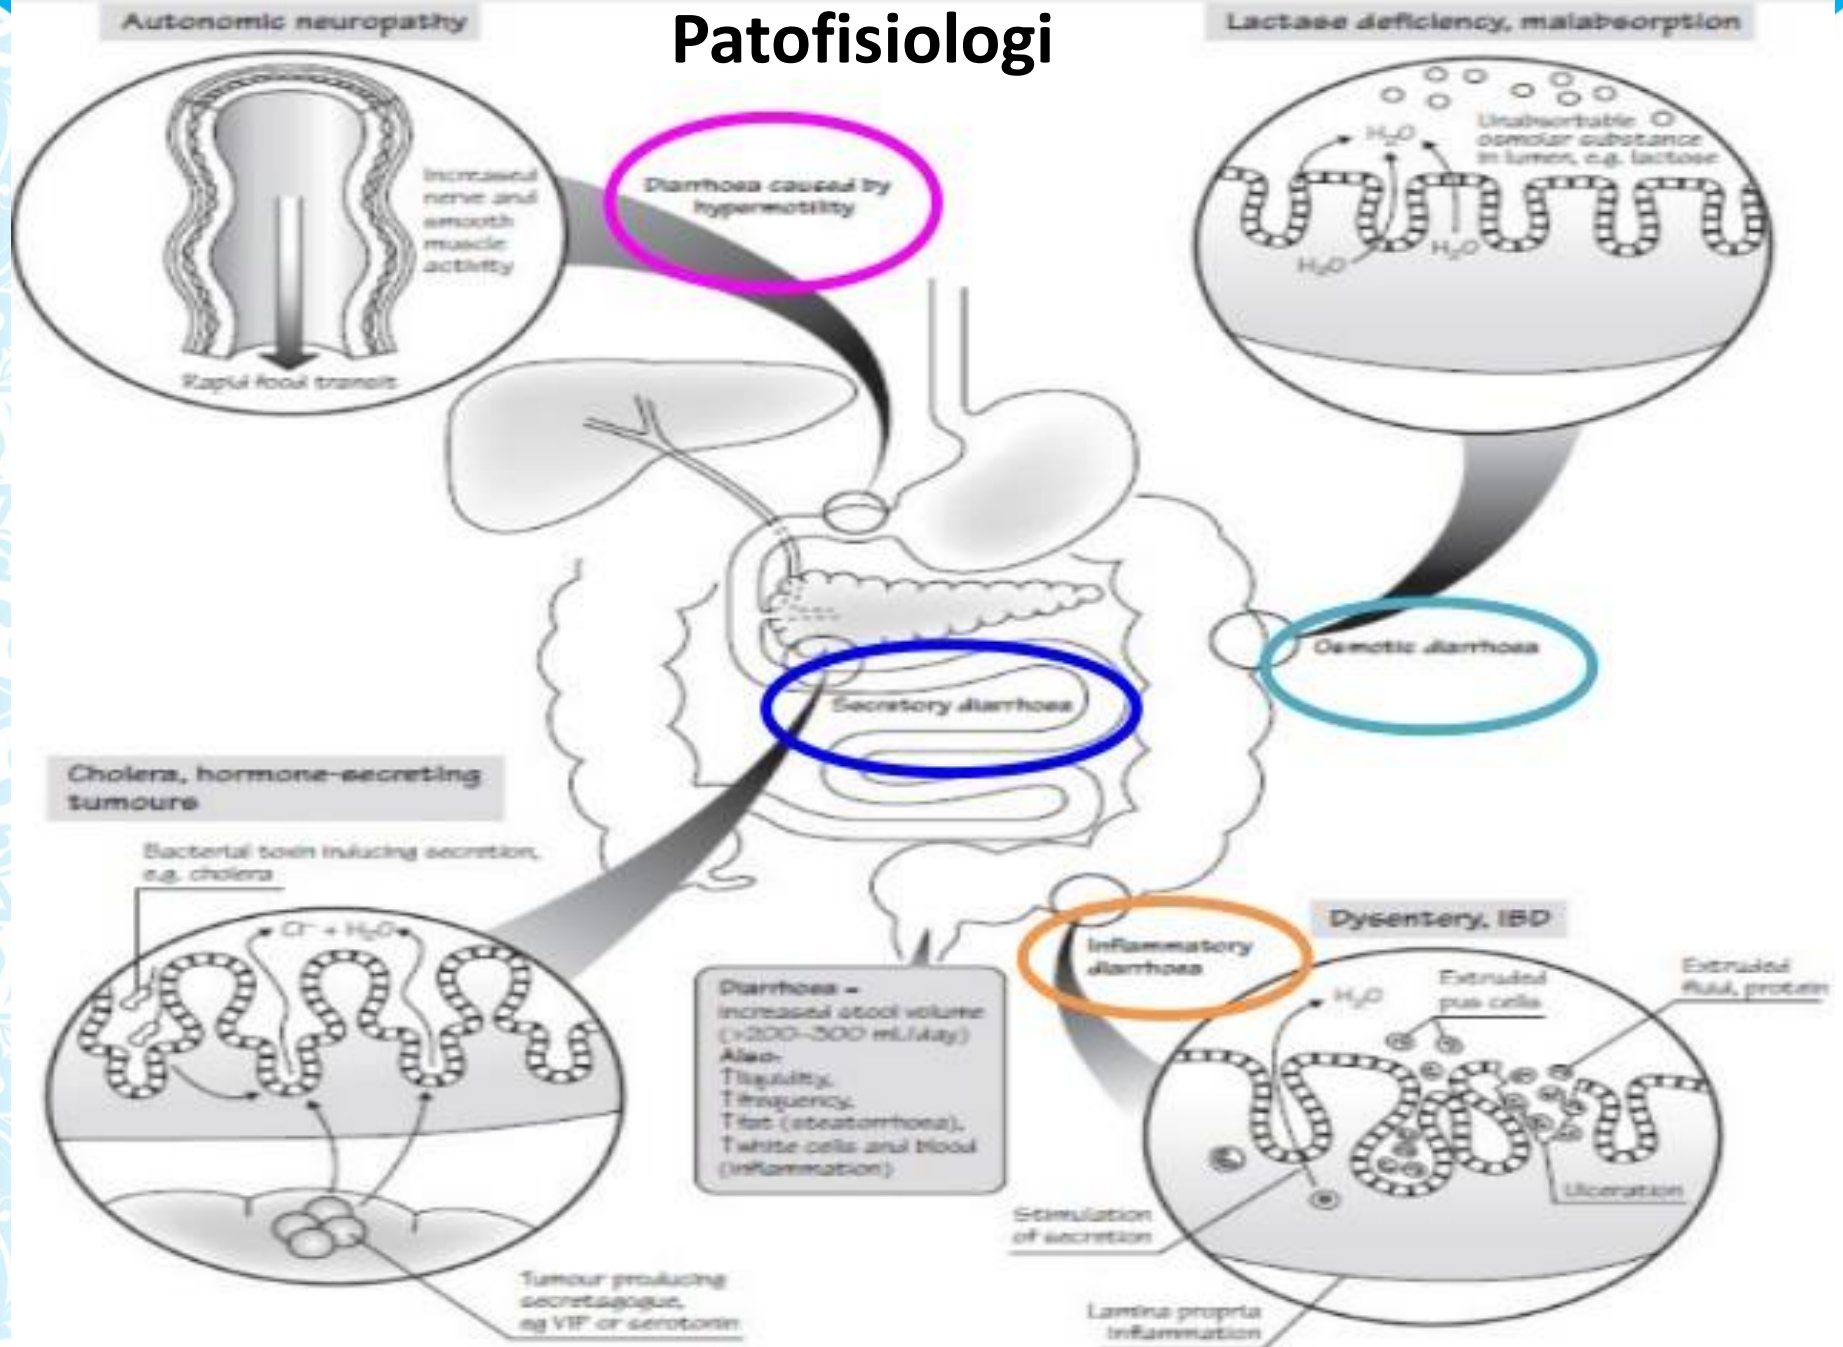 Patofisiologi
Autonomic neuropathy
Increased
nerve and
smooth
muscle
activity
Rapid food transit
Diarrhoea caused by
hypermotility
Lactase deficiency, malabsorption
Unabsorbable
osmolar substance
in lumen, e.g. lactose
H₂O
H₂O
H₂O
Osmotic diarrhoea
Secretory diarrhoea
Cholera, hormone-secreting
tumours
Bacterial toxin inducing secretion,
e.g. cholera
Cl⁻ + H₂O
Tumour producing
secretagogue,
eg VIP or serotonin
Diarrhoea =
increased stool volume
(>200–300 mL/day)
Also:
↑liquidity,
↑frequency,
↑fat (steatorrhoea),
↑white cells and blood
(inflammation)
Inflammatory
diarrhoea
Dysentery, IBD
Extruded
pus cells
Extruded
fluid, protein
H₂O
Ulceration
Stimulation
of secretion
Lamina propria
inflammation